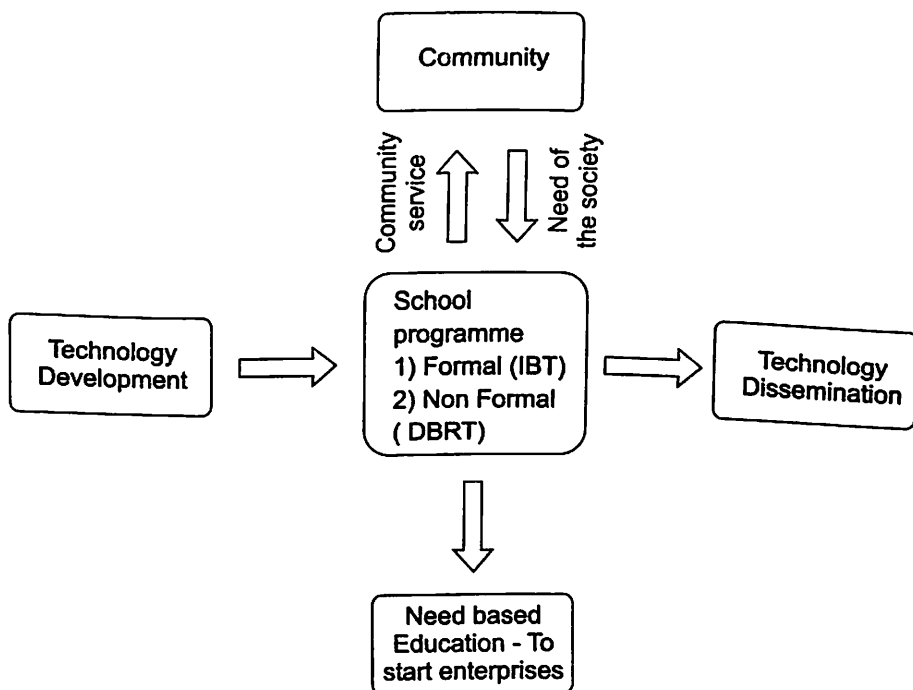 Community
Community
service
Need of
the society
School
programme
1) Formal (IBT)
2) Non Formal
( DBRT)
Technology
Development
Technology
Dissemination
Need based
Education - To
start enterprises